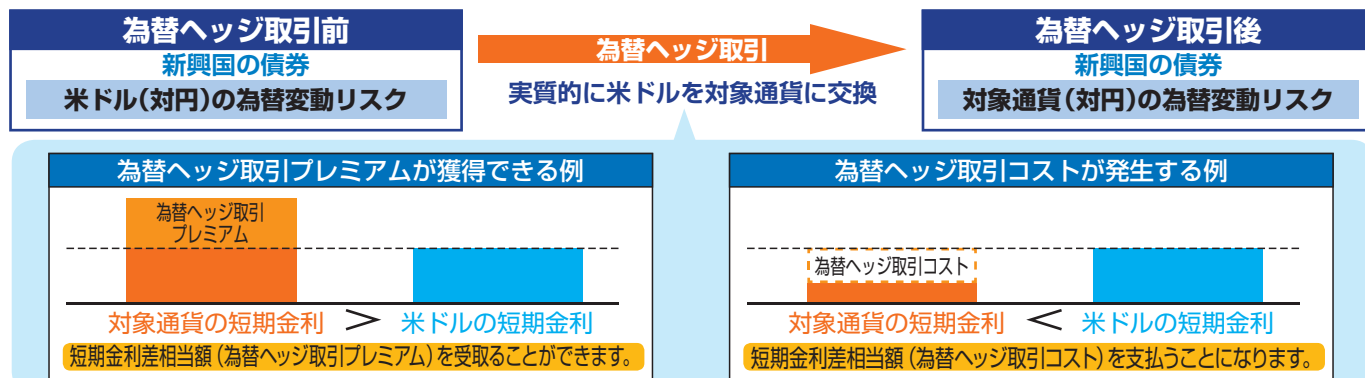 為替ヘッジ取引前
新興国の債券
米ドル(対円)の為替変動リスク
為替ヘッジ取引
実質的に米ドルを対象通貨に交換
為替ヘッジ取引後
新興国の債券
対象通貨(対円)の為替変動リスク
為替ヘッジ取引プレミアムが獲得できる例
為替ヘッジ取引
プレミアム
対象通貨の短期金利 > 米ドルの短期金利
短期金利差相当額(為替ヘッジ取引プレミアム)を受取ることができます。
為替ヘッジ取引コストが発生する例
為替ヘッジ取引コスト
対象通貨の短期金利 < 米ドルの短期金利
短期金利差相当額(為替ヘッジ取引コスト)を支払うことになります。